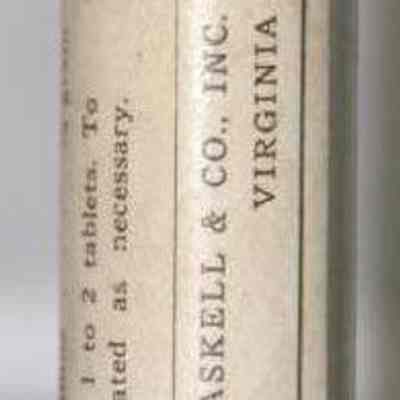 1 to 2 tablets. To
ated as necessary.
ASKELL & CO., INC.
VIRGINIA